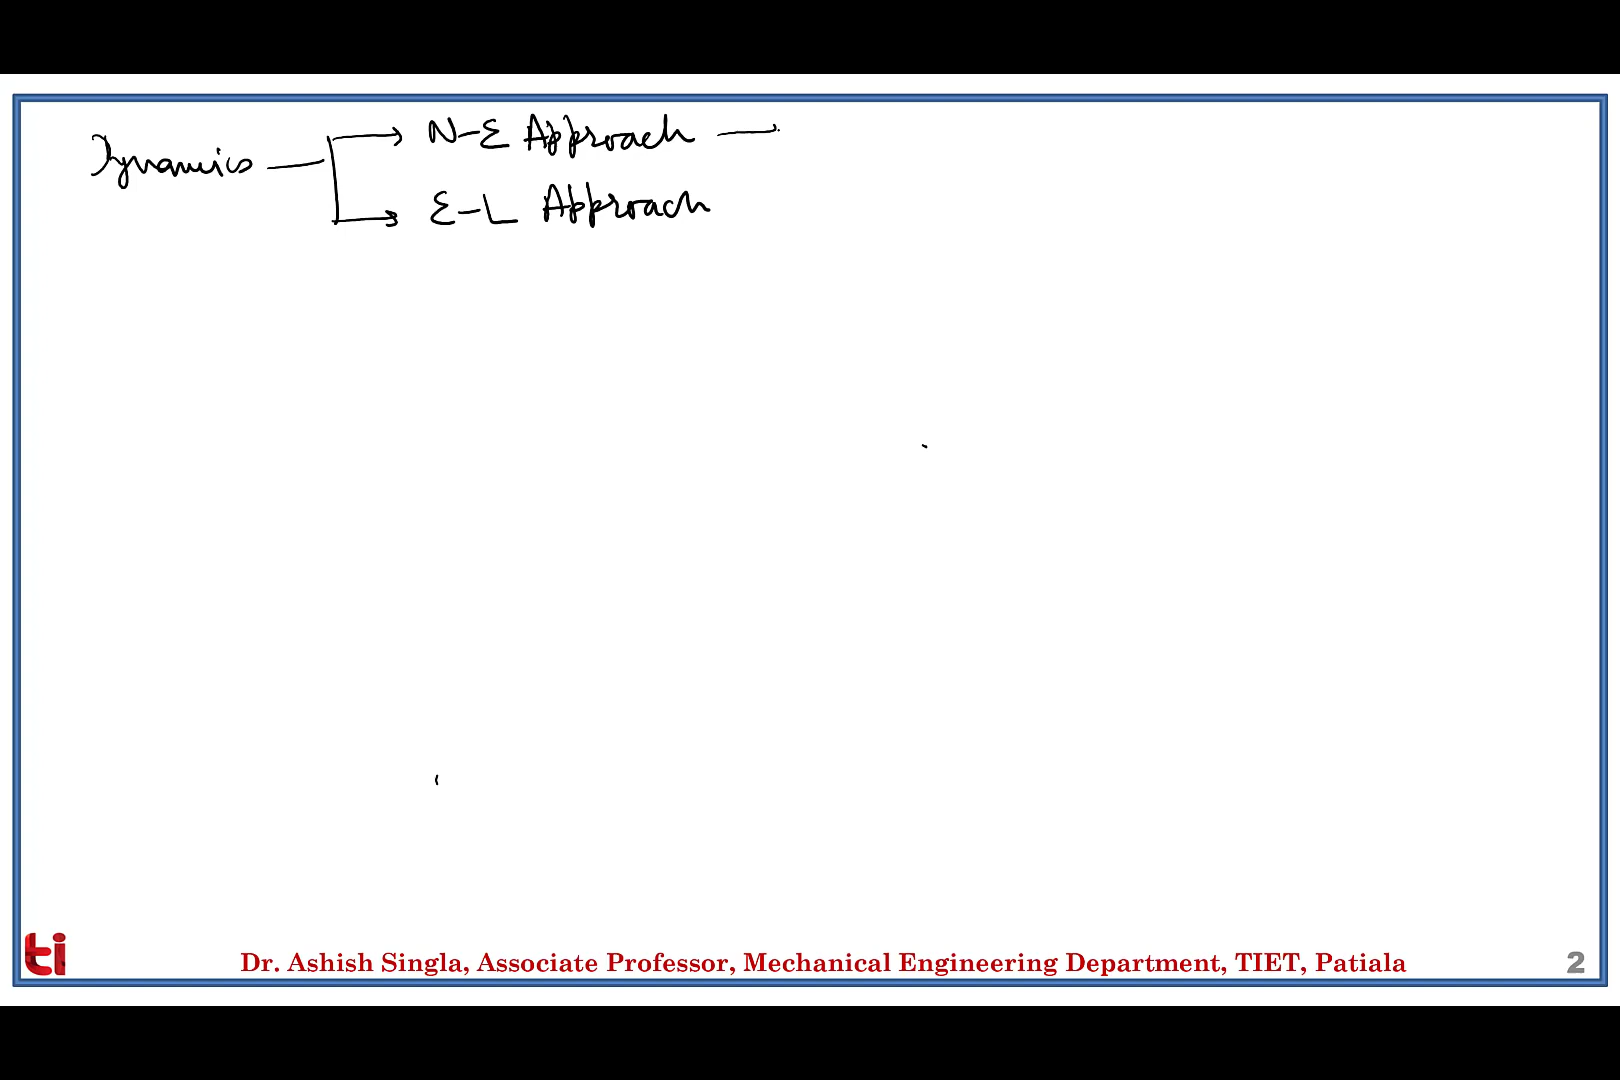 Dynamics
N-E Approach
E-L Approach
ti
Dr. Ashish Singla, Associate Professor, Mechanical Engineering Department, TIET, Patiala
2